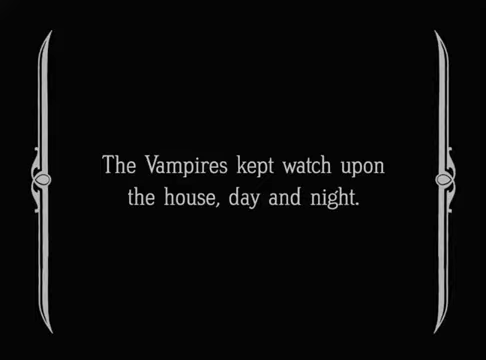 The Vampires kept watch upon
the house, day and night.